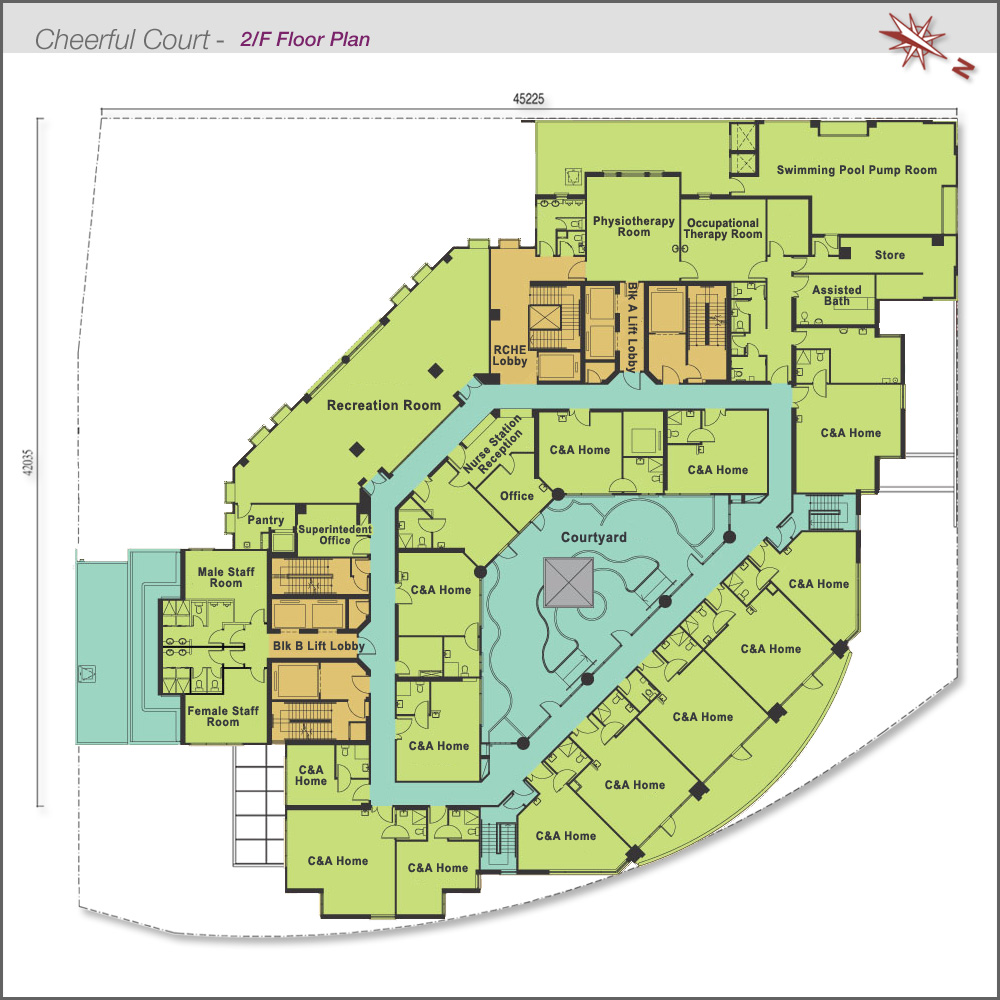 Cheerful Court - 2/F Floor Plan
N
45225
42035
Swimming Pool Pump Room
Physiotherapy
Room
Occupational
Therapy Room
Store
Assisted
Bath
Blk A Lift Lobby
RCHE
Lobby
Recreation Room
C&A Home
Nurse Station
Reception
C&A Home
C&A Home
Office
Pantry
Superintedent
Office
Courtyard
Male Staff
Room
C&A Home
C&A Home
Blk B Lift Lobby
C&A Home
Female Staff
Room
C&A Home
C&A Home
C&A
Home
C&A Home
C&A Home
C&A Home
C&A Home